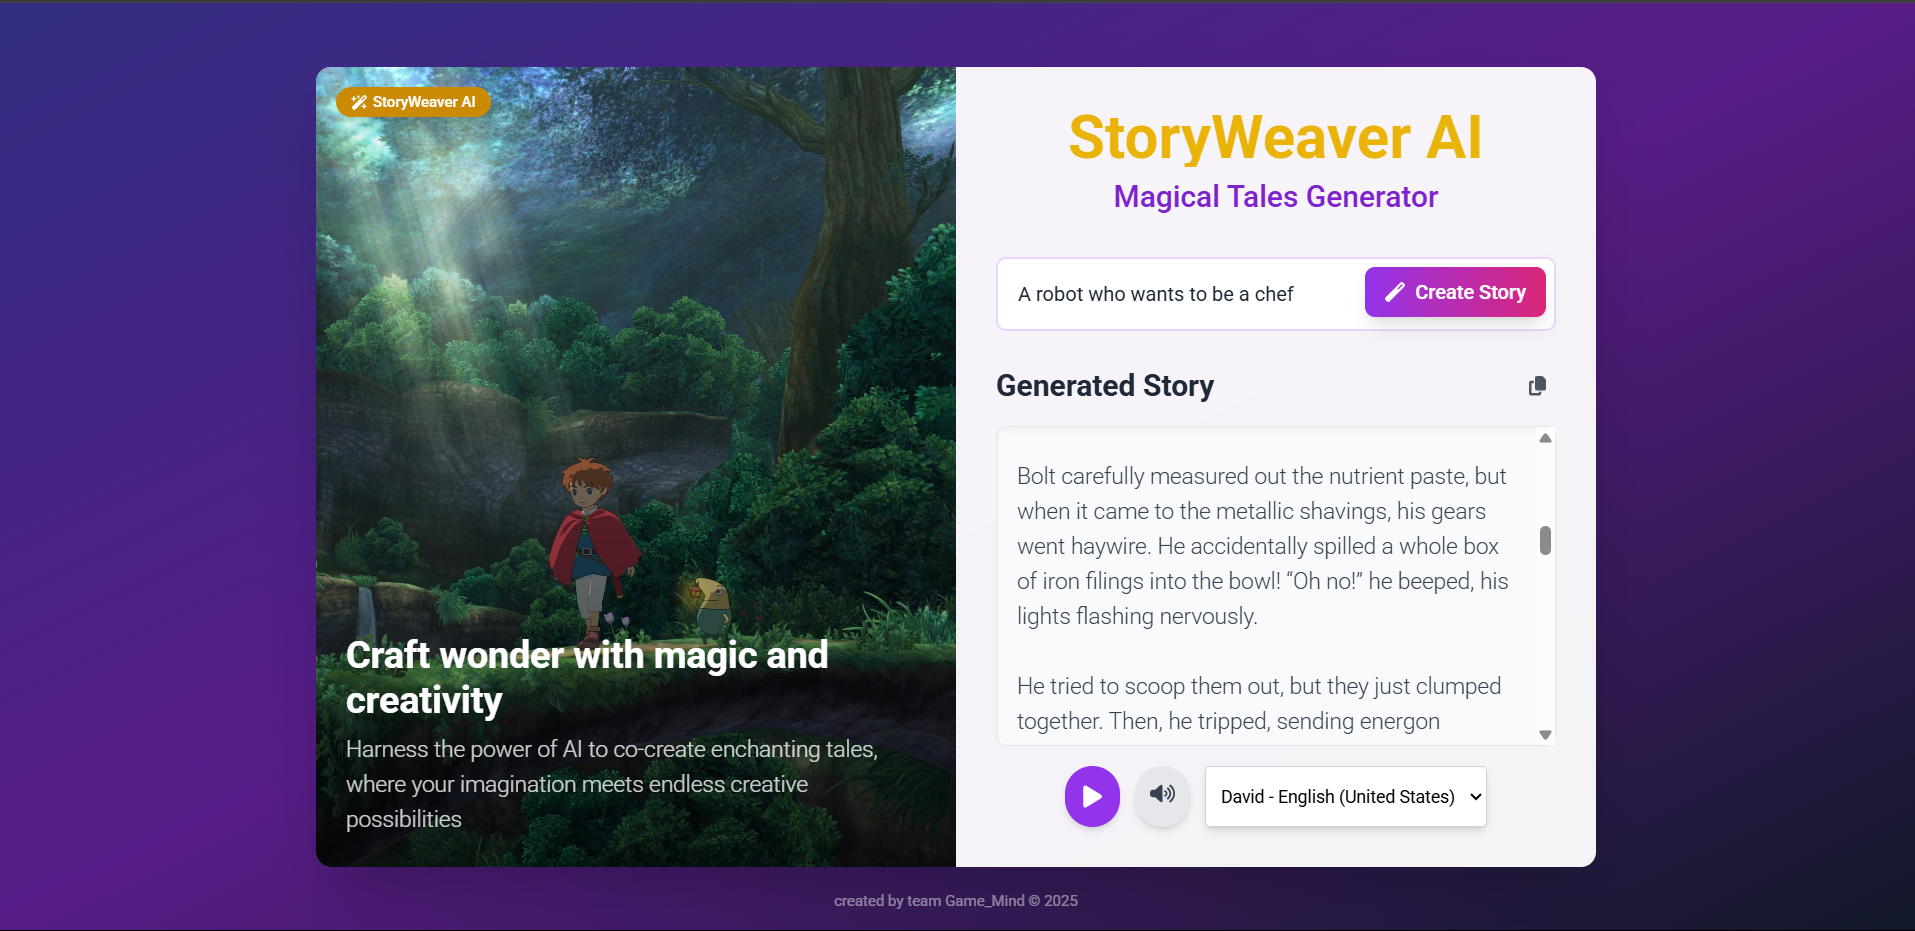 StoryWeaver AI
Craft wonder with magic and
creativity
Harness the power of AI to co-create enchanting tales,
where your imagination meets endless creative
possibilities
StoryWeaver AI
Magical Tales Generator
A robot who wants to be a chef
Create Story
Generated Story
Bolt carefully measured out the nutrient paste, but
when it came to the metallic shavings, his gears
went haywire. He accidentally spilled a whole box
of iron filings into the bowl! “Oh no!” he beeped, his
lights flashing nervously.
He tried to scoop them out, but they just clumped
together. Then, he tripped, sending energon
David - English (United States)
created by team Game_Mind © 2025